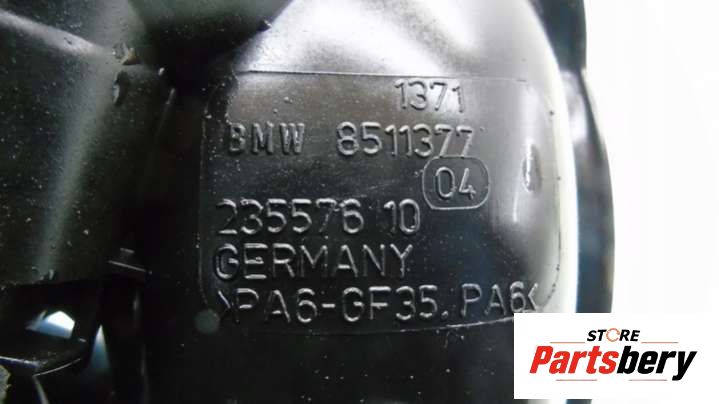 1371
BMW 8511377
04
235576 10
GERMANY
>PA6-GF35.PA6<
STORE
Partsbery